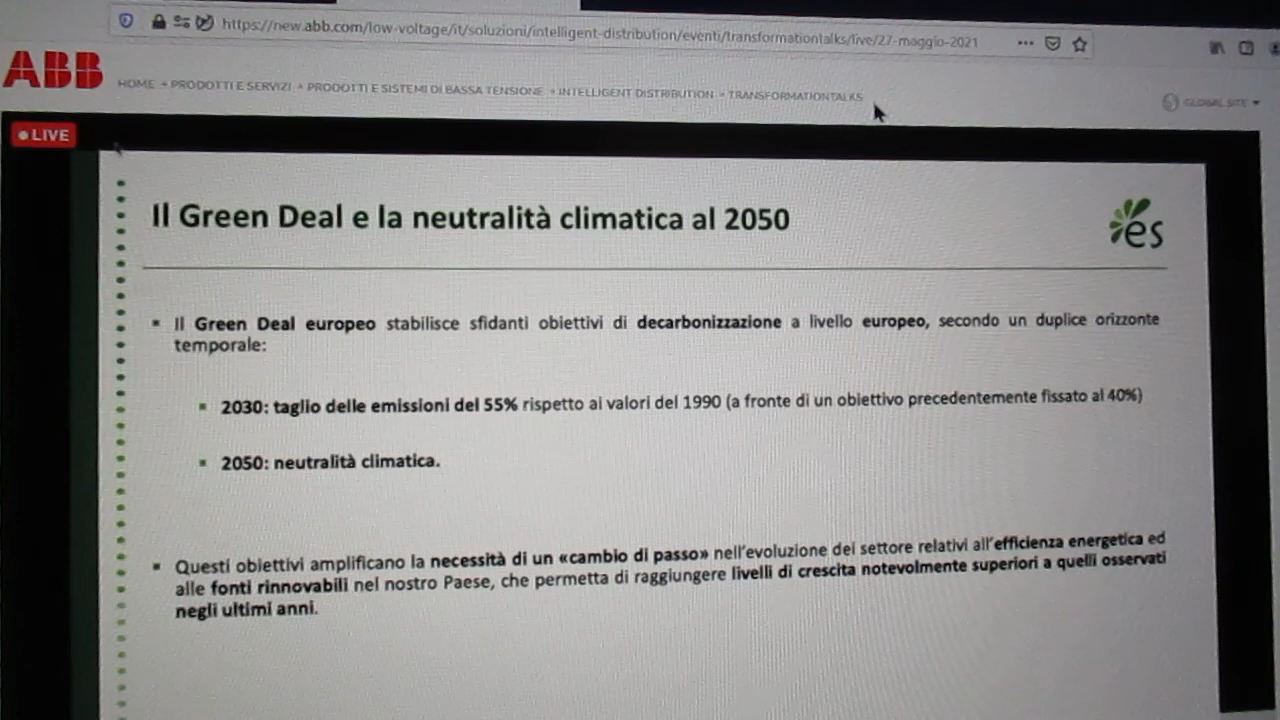 https://new.abb.com/low-voltage/it/soluzioni/intelligent-distribution/eventi/transformationtalks/live/27-maggio-2021
ABB
HOME + PRODOTTI E SERVIZI + PRODOTTI E SISTEMI DI BASSA TENSIONE + INTELLIGENT DISTRIBUTION + TRANSFORMATIONTALKS
GLOBAL SITE
LIVE
Il Green Deal e la neutralità climatica al 2050
es
▪ Il Green Deal europeo stabilisce sfidanti obiettivi di decarbonizzazione a livello europeo, secondo un duplice orizzonte
temporale:
▪ 2030: taglio delle emissioni del 55% rispetto ai valori del 1990 (a fronte di un obiettivo precedentemente fissato al 40%)
▪ 2050: neutralità climatica.
▪ Questi obiettivi amplificano la necessità di un «cambio di passo» nell'evoluzione dei settore relativi all'efficienza energetica ed
alle fonti rinnovabili nel nostro Paese, che permetta di raggiungere livelli di crescita notevolmente superiori a quelli osservati
negli ultimi anni.